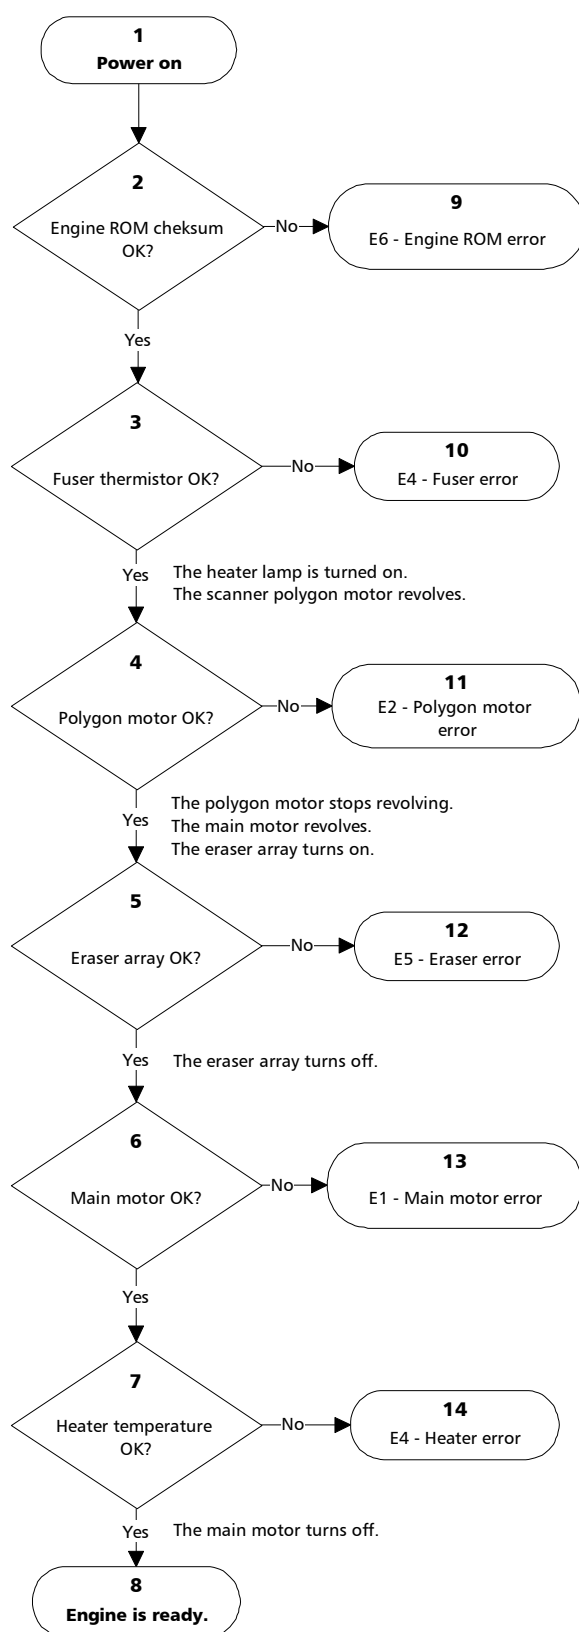 1
Power on
2
Engine ROM cheksum
OK?
No
9
E6 - Engine ROM error
Yes
3
Fuser thermistor OK?
No
10
E4 - Fuser error
Yes
The heater lamp is turned on.
The scanner polygon motor revolves.
4
Polygon motor OK?
No
11
E2 - Polygon motor
error
Yes
The polygon motor stops revolving.
The main motor revolves.
The eraser array turns on.
5
Eraser array OK?
No
12
E5 - Eraser error
Yes
The eraser array turns off.
6
Main motor OK?
No
13
E1 - Main motor error
Yes
7
Heater temperature
OK?
No
14
E4 - Heater error
Yes
The main motor turns off.
8
Engine is ready.